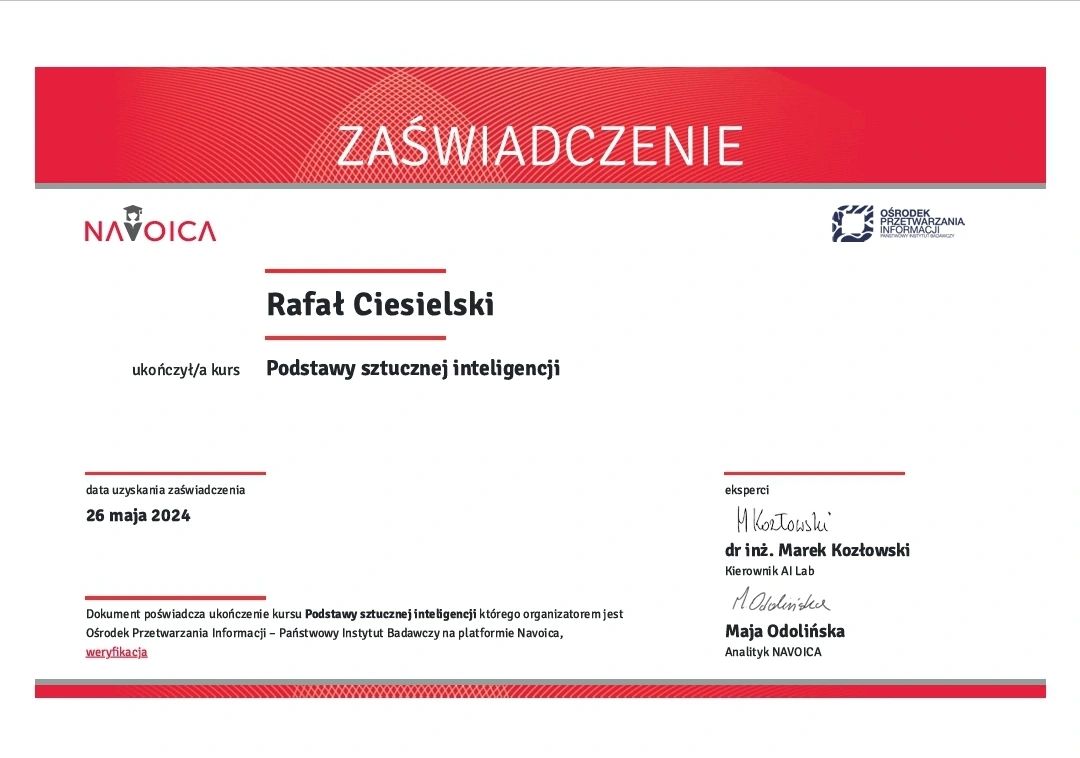 ZAŚWIADCZENIE
NAVOICA
OŚRODEK
PRZETWARZANIA
INFORMACJI
PAŃSTWOWY INSTYTUT BADAWCZY
Rafał Ciesielski
ukończył/a kurs Podstawy sztucznej inteligencji
data uzyskania zaświadczenia
26 maja 2024
eksperci
M Kozłowski
dr inż. Marek Kozłowski
Kierownik AI Lab
M Odolińska
Maja Odolińska
Analityk NAVOICA
Dokument poświadcza ukończenie kursu Podstawy sztucznej inteligencji którego organizatorem jest
Ośrodek Przetwarzania Informacji – Państwowy Instytut Badawczy na platformie Navoica,
weryfikacja